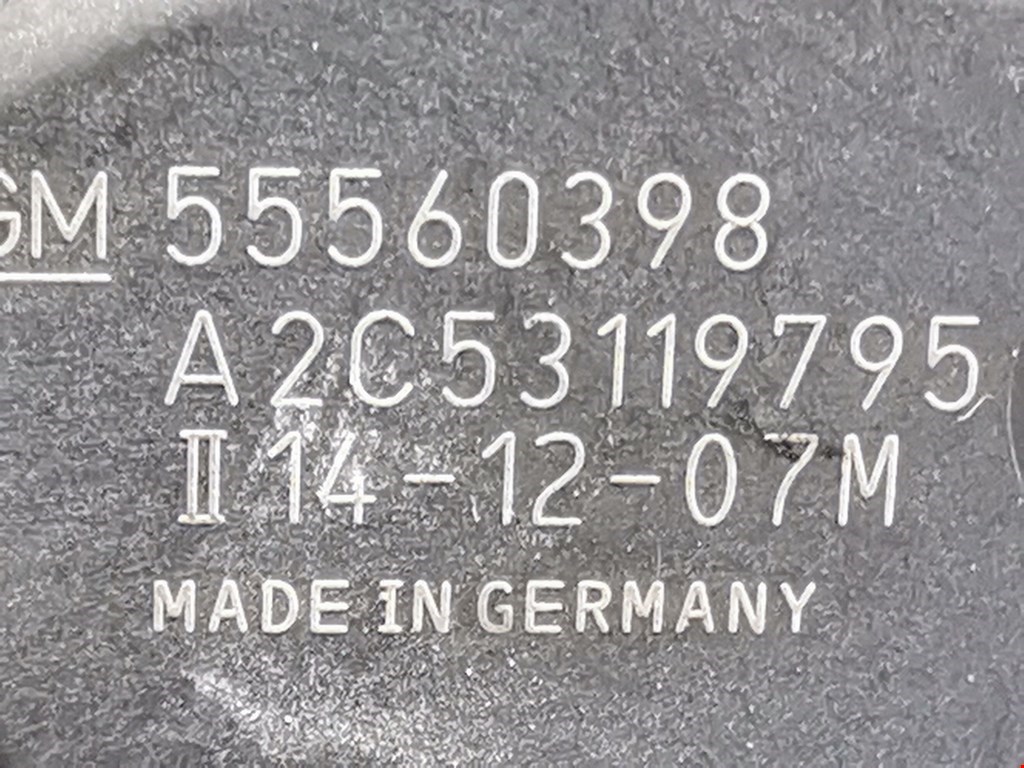 GM 55560398
A2C53119795
II 14-12-07M
MADE IN GERMANY